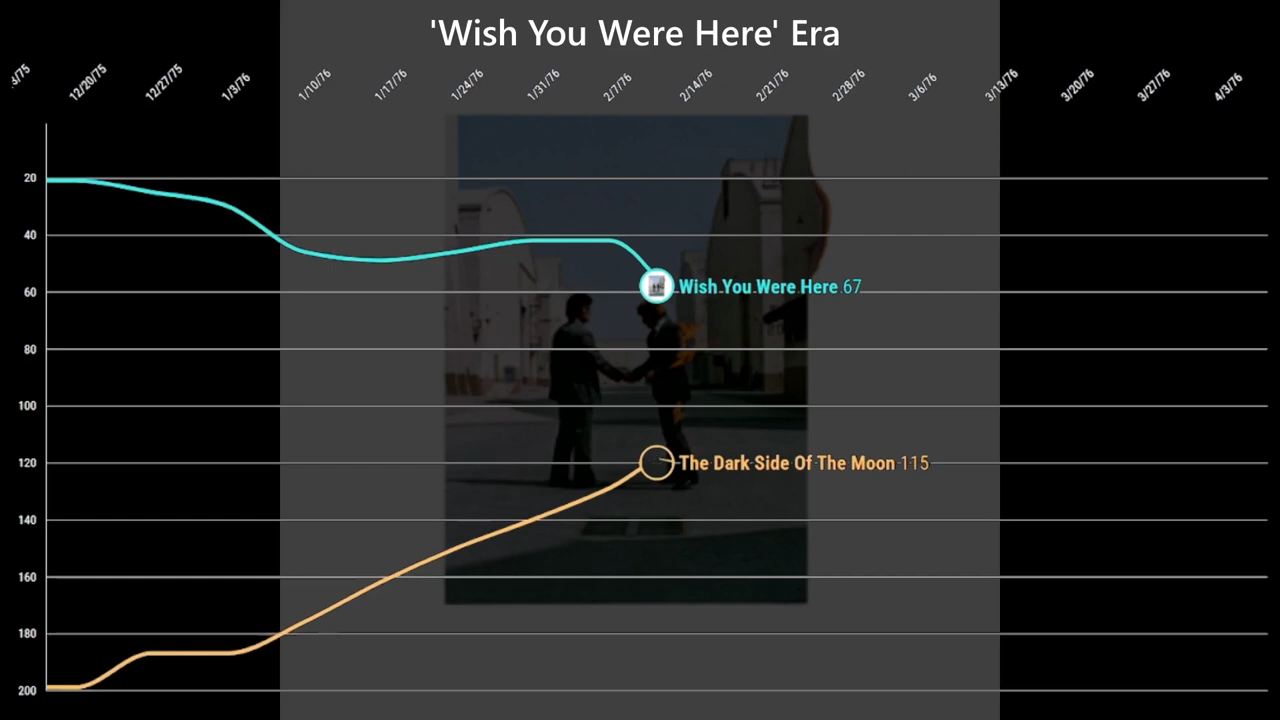 'Wish You Were Here' Era
12/20/75 12/27/75 1/3/76 1/10/76 1/17/76 1/24/76 1/31/76 2/7/76 2/14/76 2/21/76 2/28/76 3/6/76 3/13/76 3/20/76 3/27/76 4/3/76
20
40
Wish You Were Here 67
60
80
100
The Dark Side Of The Moon 115
120
140
160
180
200